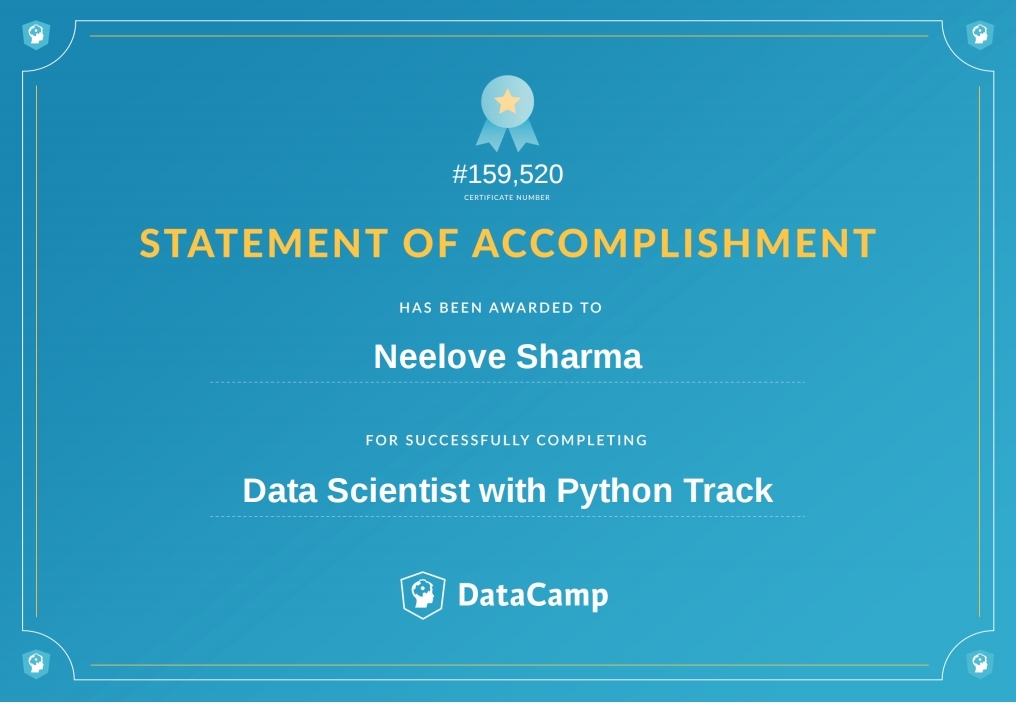 #159,520
CERTIFICATE NUMBER
STATEMENT OF ACCOMPLISHMENT
HAS BEEN AWARDED TO
Neelove Sharma
FOR SUCCESSFULLY COMPLETING
Data Scientist with Python Track
DataCamp